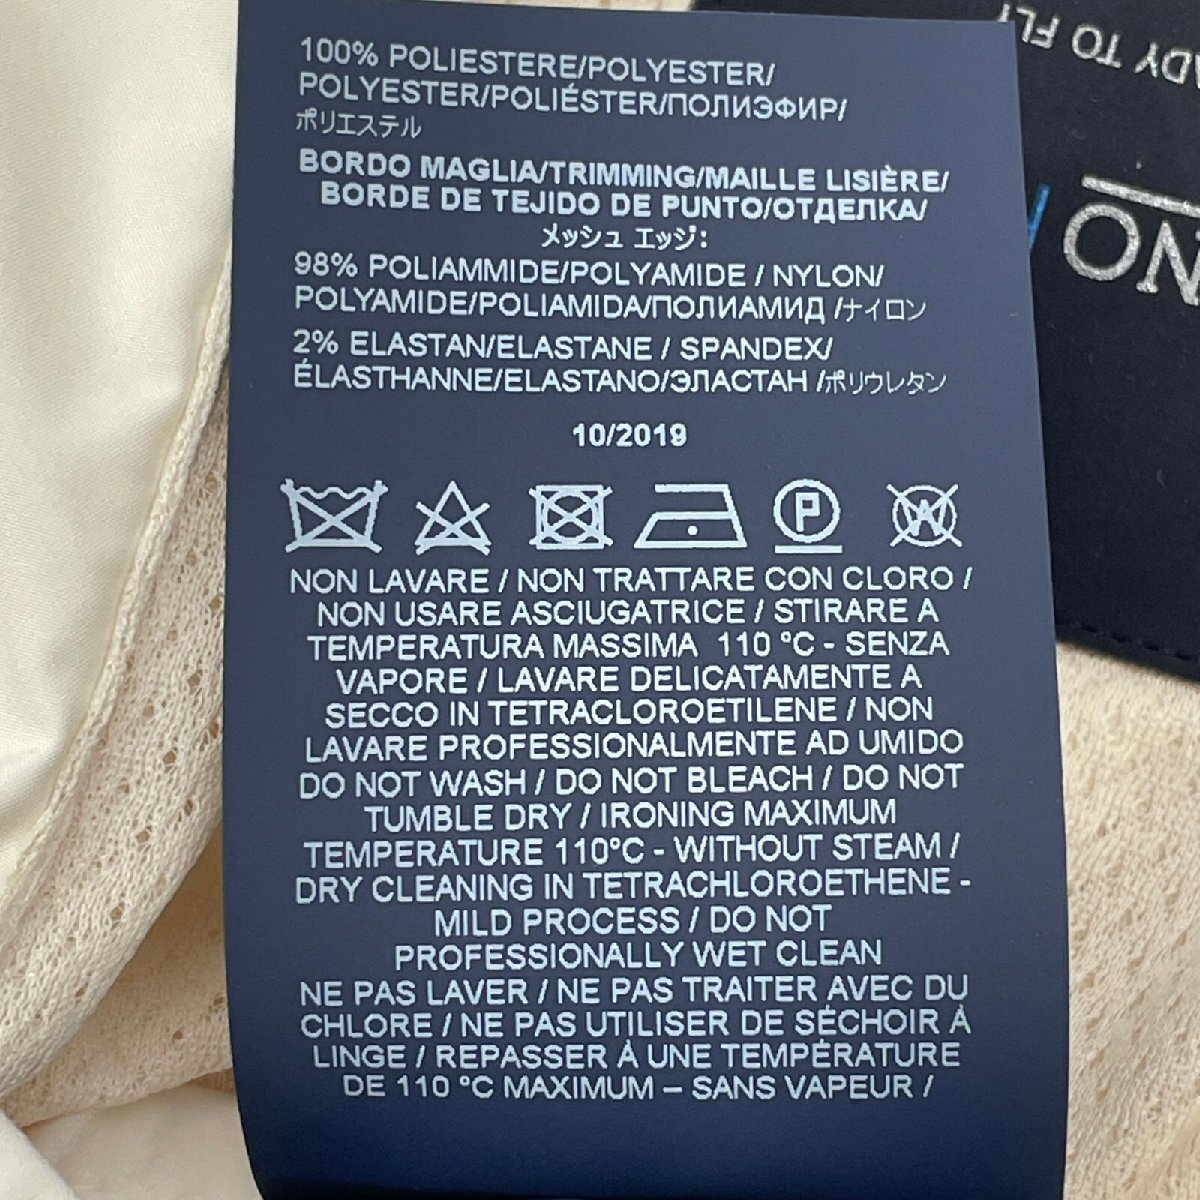 100% POLIESTERE/POLYESTER/
POLYESTER/POLIÉSTER/ПОЛИЭФИР/
ポリエステル
BORDO MAGLIA/TRIMMING/MAILLE LISIÈRE/
BORDE DE TEJIDO DE PUNTO/ОТДЕЛКА/
メッシュ エッジ:
98% POLIAMMIDE/POLYAMIDE / NYLON/
POLYAMIDE/POLIAMIDA/ПОЛИАМИД /ナイロン
2% ELASTAN/ELASTANE / SPANDEX/
ÉLASTHANNE/ELASTANO/ЭЛАСТАН /ポリウレタン
10/2019
P W
NON LAVARE / NON TRATTARE CON CLORO /
NON USARE ASCIUGATRICE / STIRARE A
TEMPERATURA MASSIMA 110 °C - SENZA
VAPORE / LAVARE DELICATAMENTE A
SECCO IN TETRACLOROETILENE / NON
LAVARE PROFESSIONALMENTE AD UMIDO
DO NOT WASH / DO NOT BLEACH / DO NOT
TUMBLE DRY / IRONING MAXIMUM
TEMPERATURE 110°C - WITHOUT STEAM /
DRY CLEANING IN TETRACHLOROETHENE -
MILD PROCESS / DO NOT
PROFESSIONALLY WET CLEAN
NE PAS LAVER / NE PAS TRAITER AVEC DU
CHLORE / NE PAS UTILISER DE SÉCHOIR À
LINGE / REPASSER À UNE TEMPÉRATURE
DE 110 °C MAXIMUM – SANS VAPEUR /
TO FLY